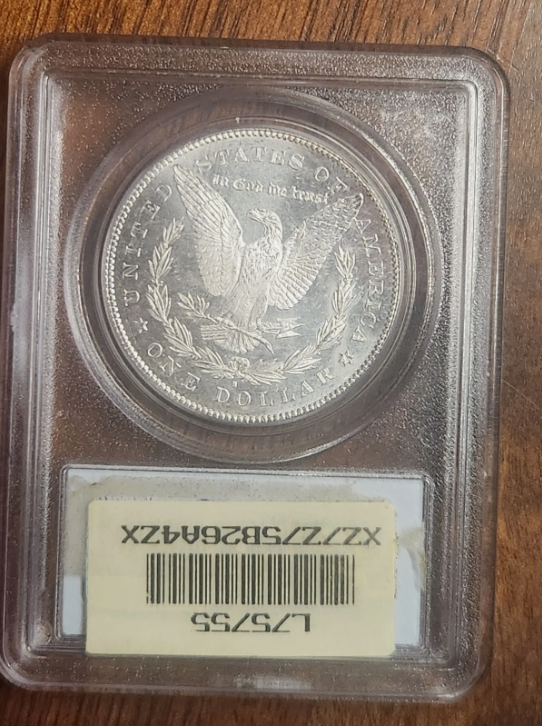 UNITED STATES OF AMERICA
In God we trust
ONE DOLLAR
XZ7Z75B26A4ZX
L75755